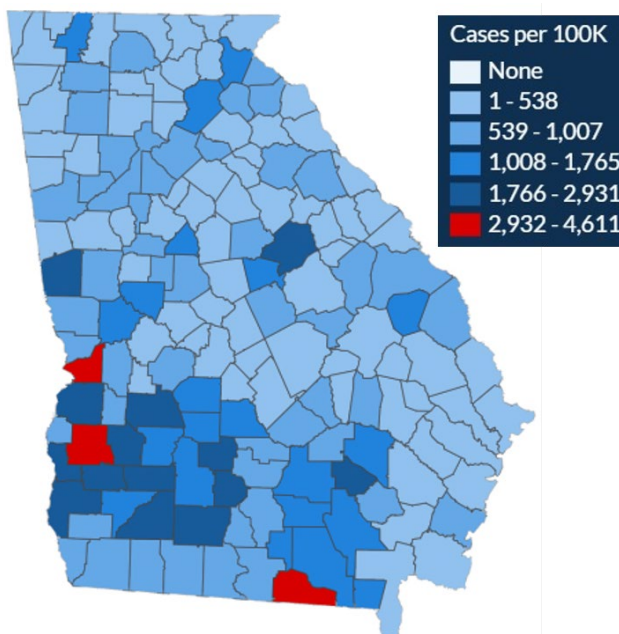 Cases per 100K
None
1 - 538
539 - 1,007
1,008 - 1,765
1,766 - 2,931
2,932 - 4,611